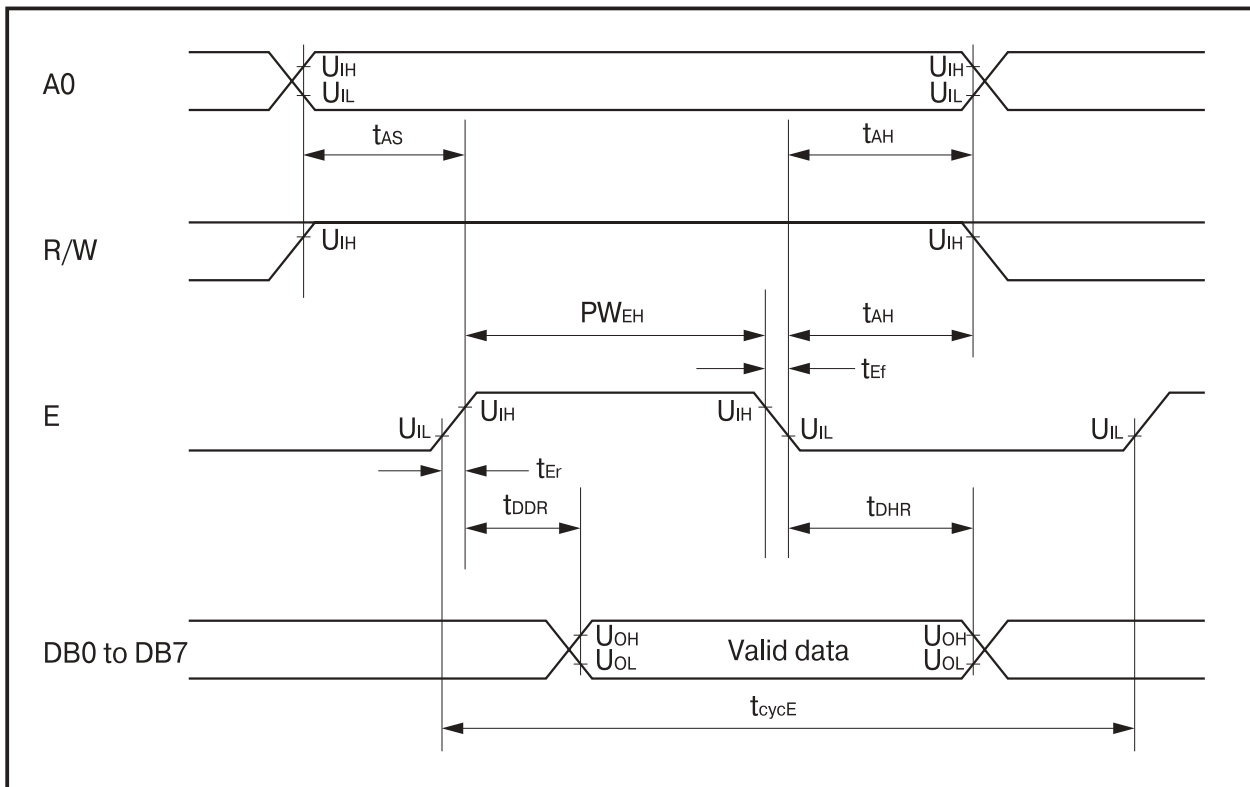 A0
UIH
UIL
UIH
UIL
tAS
tAH
R/W
UIH
UIH
PWEH
tAH
tEf
E
UIL
UIH
UIH
UIL
UIL
tEr
tDDR
tDHR
DB0 to DB7
UOH
UOL
Valid data
UOH
UOL
tcycE